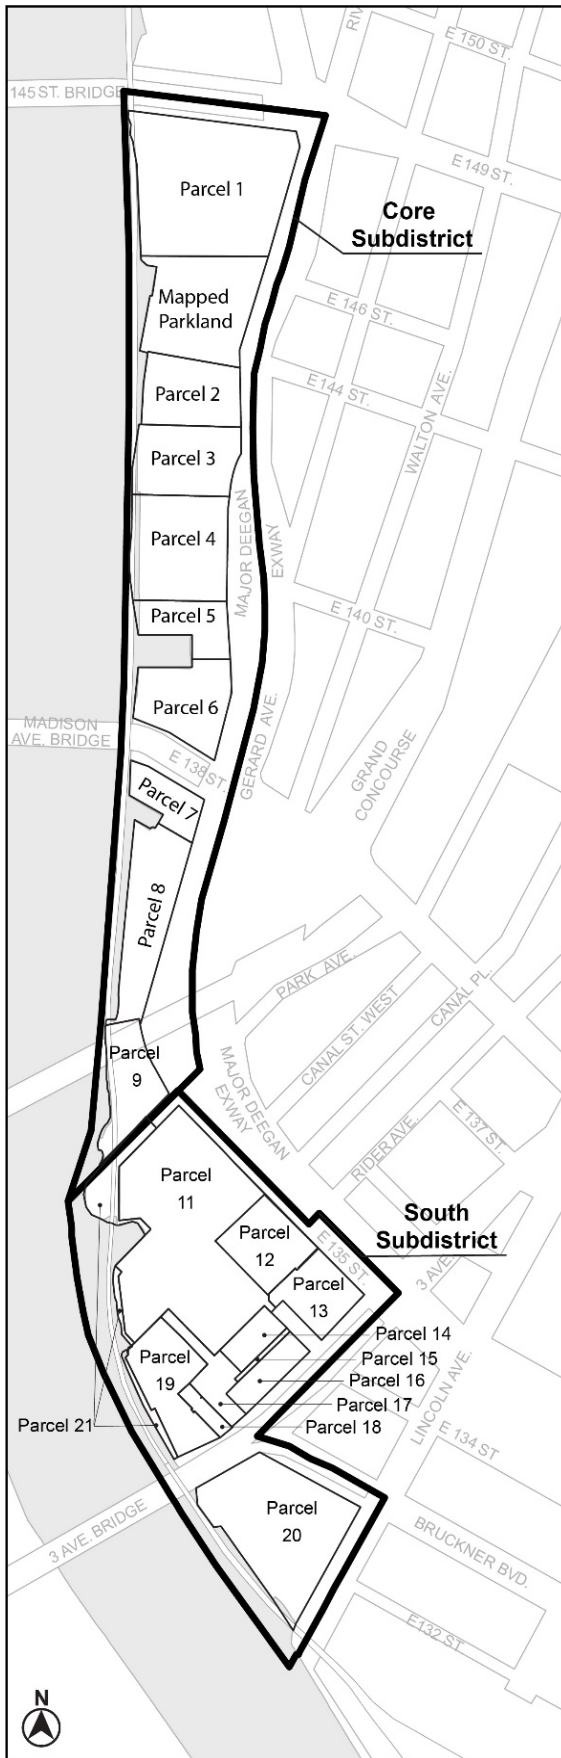 RIV
E 150 ST.
145 ST. BRIDGE
E 149 ST.
Parcel 1
Core
Subdistrict
Mapped
Parkland
E 146 ST.
E 144 ST.
WALTON AVE.
Parcel 2
Parcel 3
MAJOR DEEGAN
EXWAY
Parcel 4
Parcel 5
E 140 ST.
Parcel 6
MADISON
AVE. BRIDGE
E 138 ST.
GERARD AVE.
GRAND
CONCOURSE
Parcel 7
Parcel 8
PARK AVE.
CANAL ST. WEST
CANAL PL.
Parcel
9
MAJOR DEEGAN
EXWAY
RIDER AVE.
E 137 ST.
Parcel
11
South
Subdistrict
Parcel
12
E 135 ST.
3 AVE.
Parcel
13
Parcel 14
Parcel 15
Parcel 16
Parcel 17
Parcel 18
Parcel
19
Parcel 21
LINCOLN AVE.
E 134 ST
3 AVE. BRIDGE
Parcel
20
BRUCKNER BVD.
E132 ST
N